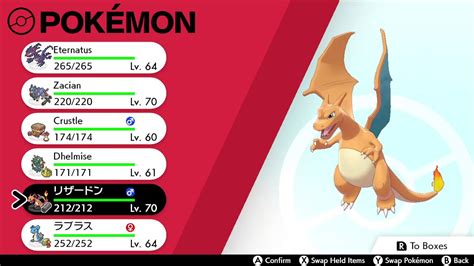 POKÉMON
Eternatus
265/265 Lv. 64
Zacian
220/220 Lv. 70
Crustle
174/174 Lv. 60
Dhelmise
171/171 Lv. 61
リザードン
212/212 Lv. 70
ラプラス
252/252 Lv. 64
R To Boxes
A Confirm X Swap Held Items Y Swap Pokémon B Back